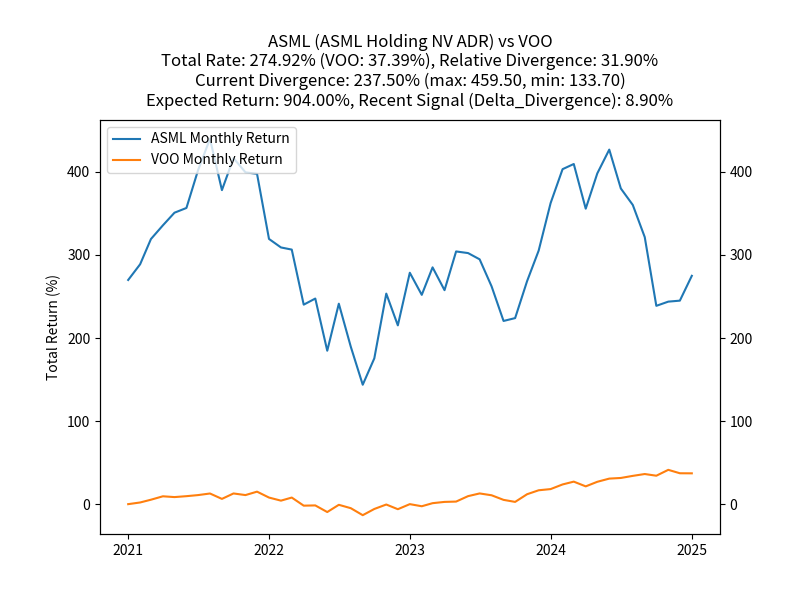 ASML (ASML Holding NV ADR) vs VOO
Total Rate: 274.92% (VOO: 37.39%), Relative Divergence: 31.90%
Current Divergence: 237.50% (max: 459.50, min: 133.70)
Expected Return: 904.00%, Recent Signal (Delta_Divergence): 8.90%
ASML Monthly Return
VOO Monthly Return
Total Return (%)
400
300
200
100
0
400
300
200
100
0
2021
2022
2023
2024
2025